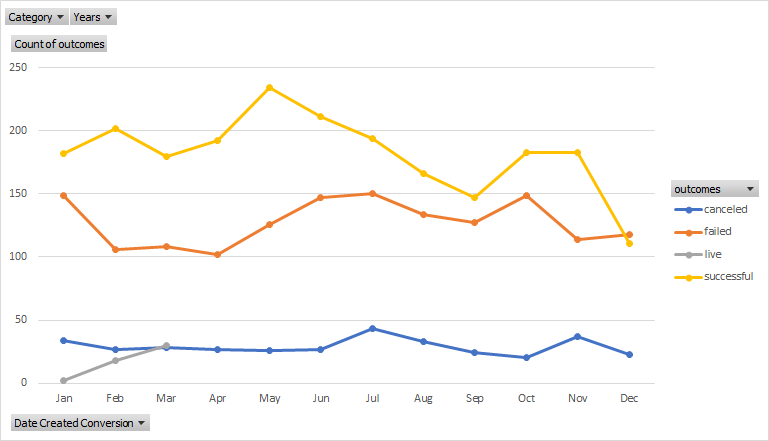 Category Years
Count of outcomes
250
200
150
100
50
0
Jan Feb Mar Apr May Jun Jul Aug Sep Oct Nov Dec
outcomes
canceled
failed
live
successful
Date Created Conversion